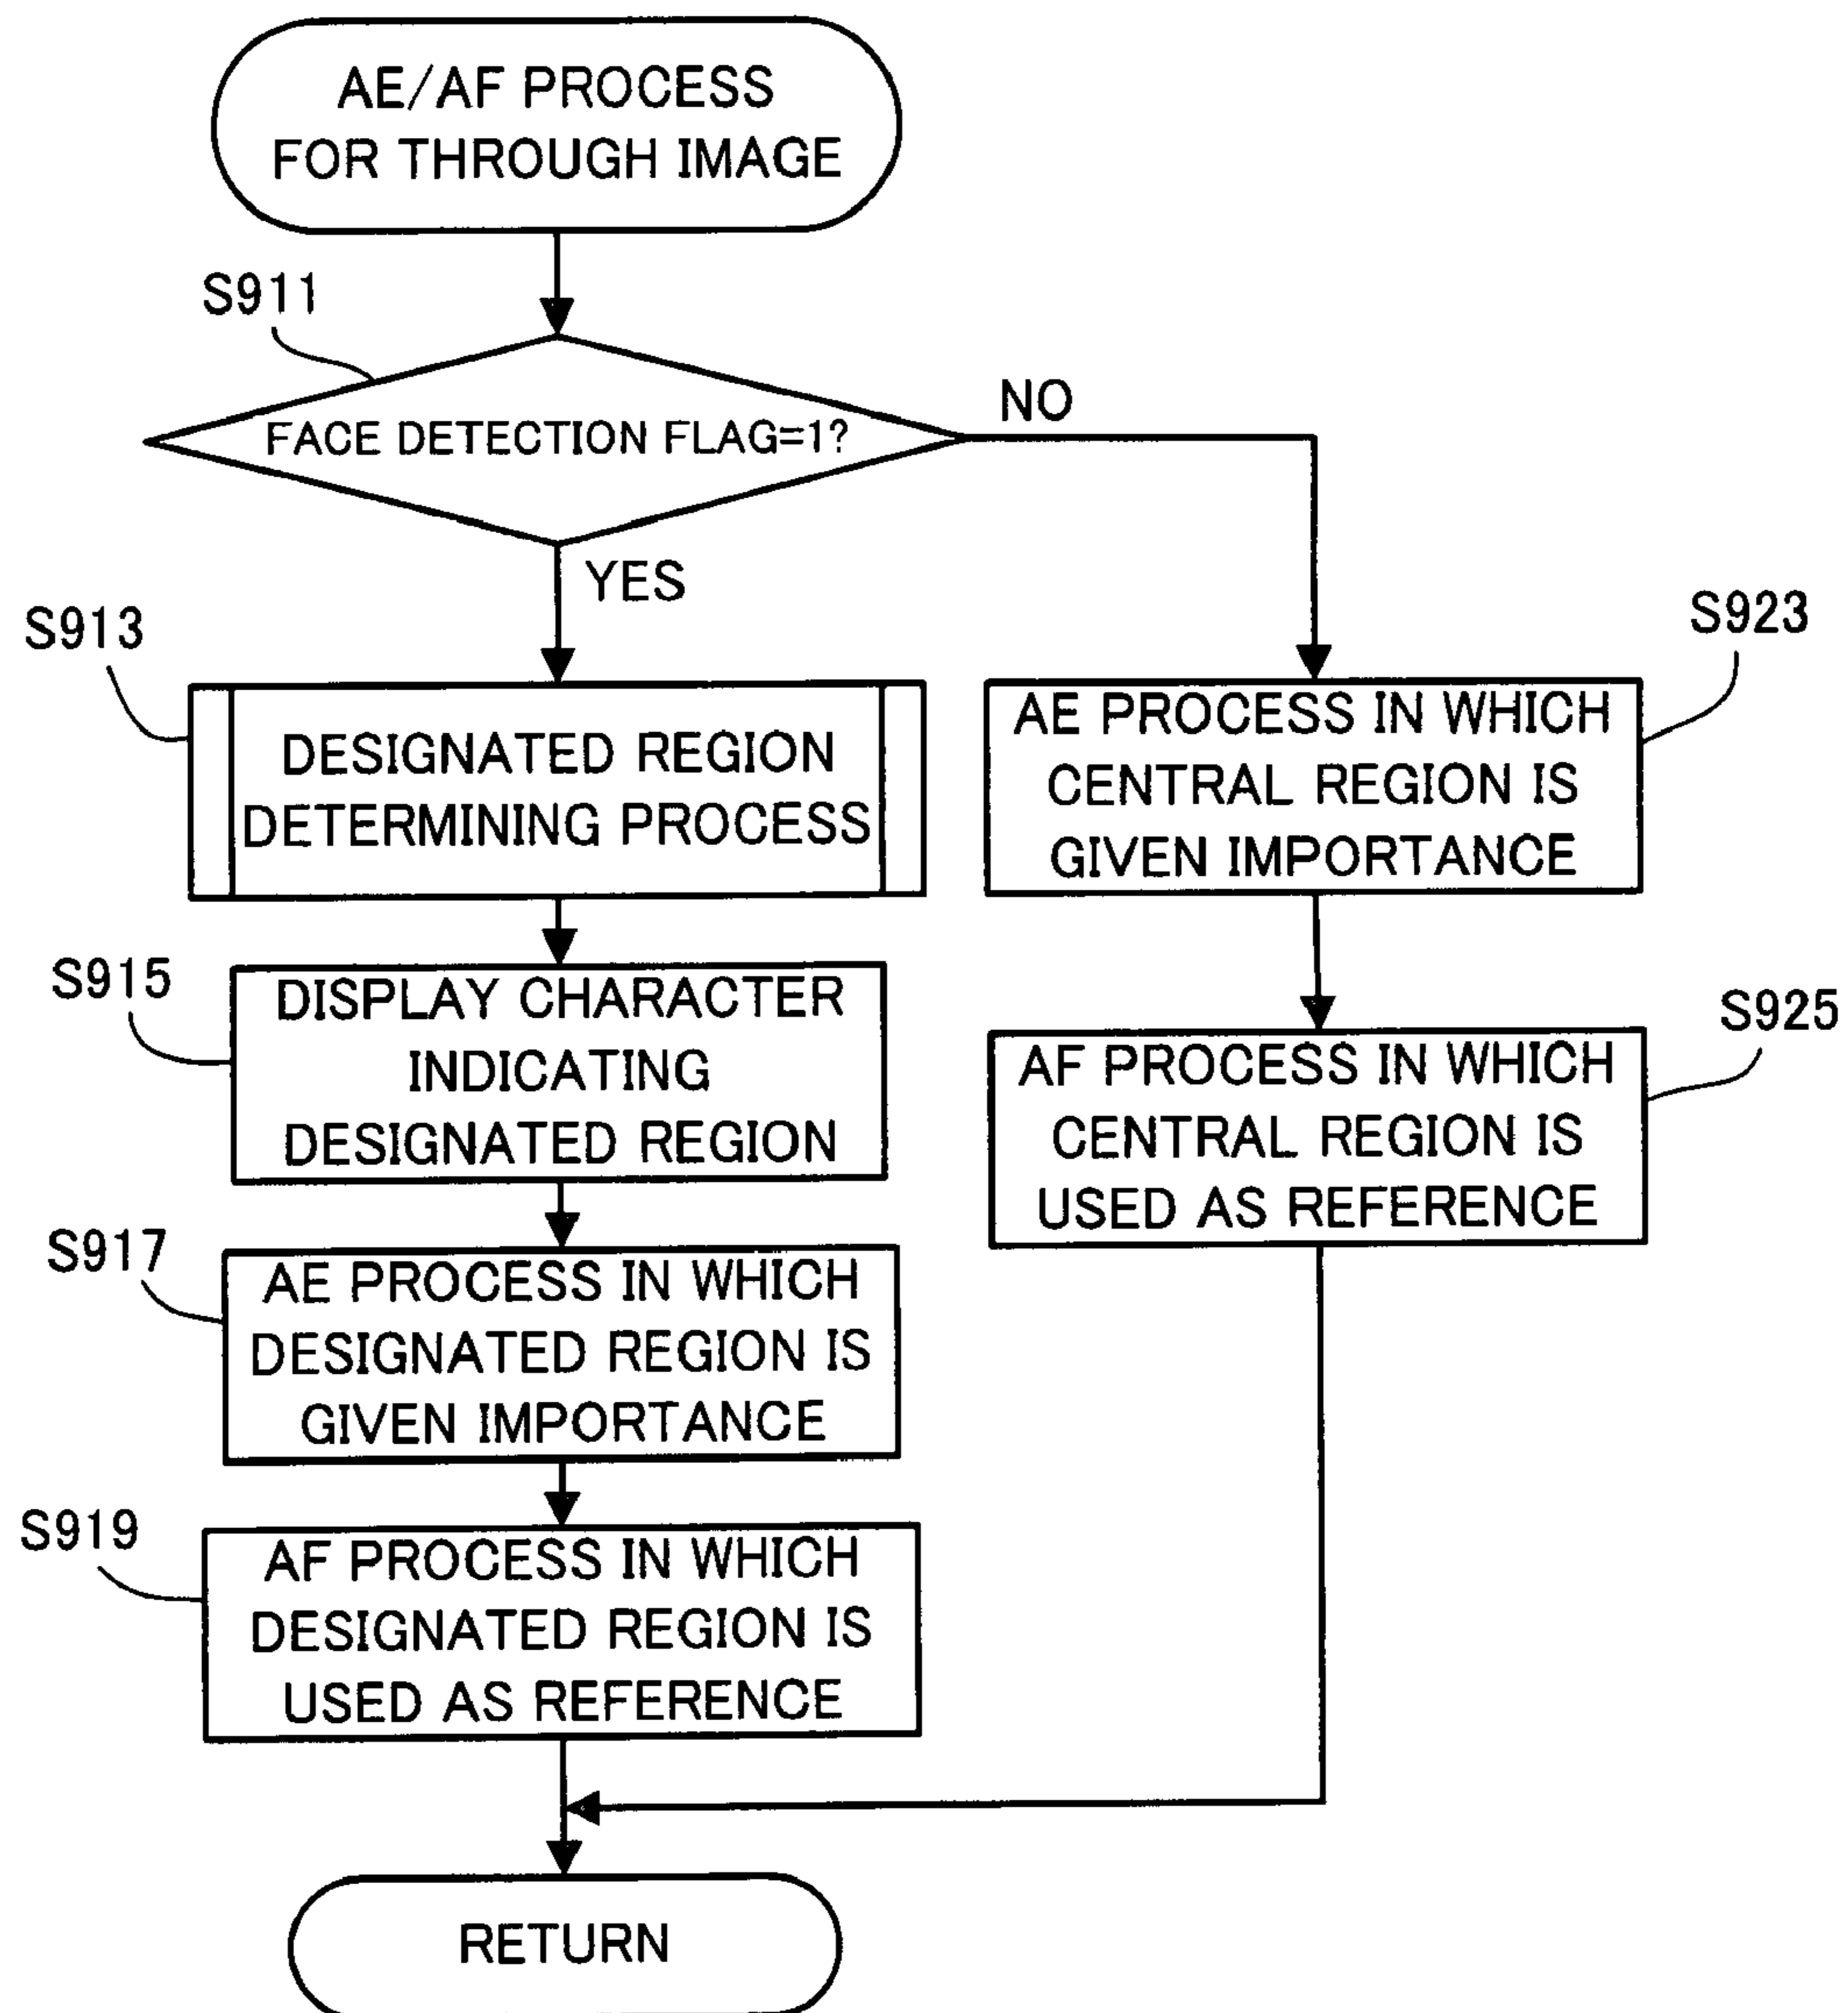 AE/AF PROCESS
FOR THROUGH IMAGE
S911
FACE DETECTION FLAG=1?
NO
YES
S913
DESIGNATED REGION
DETERMINING PROCESS
S915
DISPLAY CHARACTER
INDICATING
DESIGNATED REGION
S917
AE PROCESS IN WHICH
DESIGNATED REGION IS
GIVEN IMPORTANCE
S919
AF PROCESS IN WHICH
DESIGNATED REGION IS
USED AS REFERENCE
S923
AE PROCESS IN WHICH
CENTRAL REGION IS
GIVEN IMPORTANCE
S925
AF PROCESS IN WHICH
CENTRAL REGION IS
USED AS REFERENCE
RETURN